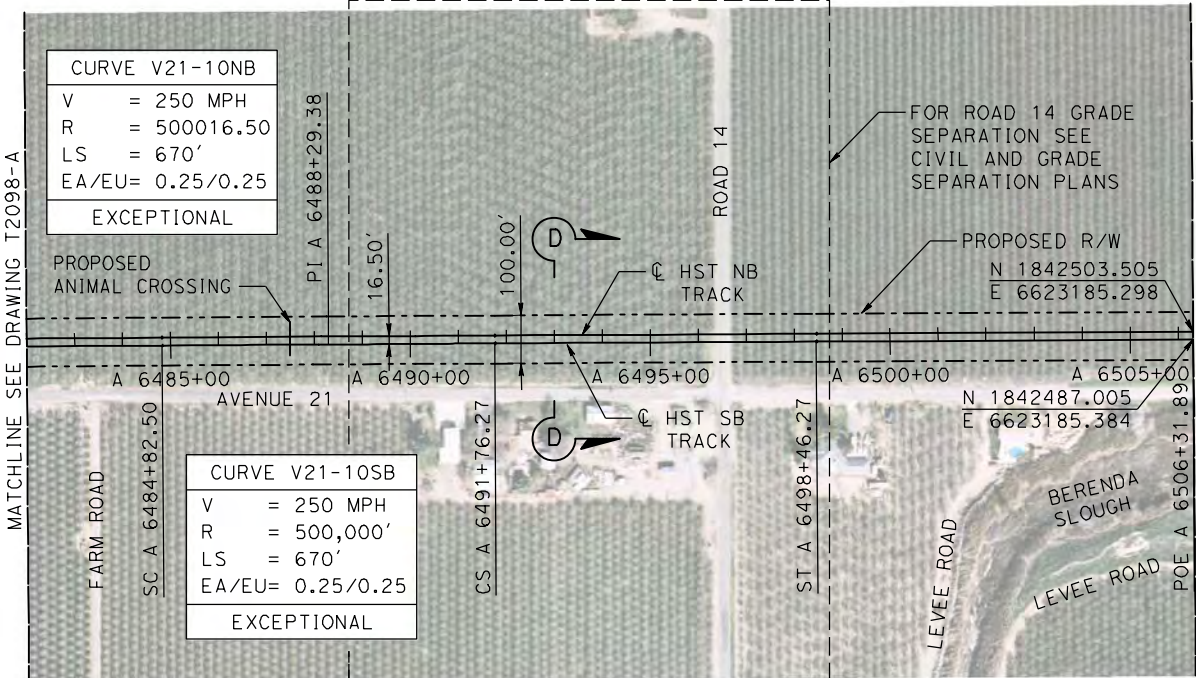 CURVE V21-10NB
V = 250 MPH
R = 500016.50
LS = 670′
EA/EU= 0.25/0.25
EXCEPTIONAL
MATCHLINE SEE DRAWING T2098-A
PROPOSED
ANIMAL CROSSING
PI A 6488+29.38
16.50′
100.00′
D
℄ HST NB
TRACK
ROAD 14
FOR ROAD 14 GRADE
SEPARATION SEE
CIVIL AND GRADE
SEPARATION PLANS
PROPOSED R/W
N 1842503.505
E 6623185.298
A 6485+00
A 6490+00
A 6495+00
A 6500+00
A 6505+00
AVENUE 21
N 1842487.005
E 6623185.384
℄ HST SB
TRACK
D
FARM ROAD
SC A 6484+82.50
CURVE V21-10SB
V = 250 MPH
R = 500,000′
LS = 670′
EA/EU= 0.25/0.25
EXCEPTIONAL
CS A 6491+76.27
ST A 6498+46.27
LEVEE ROAD
BERENDA
SLOUGH
LEVEE ROAD
POE A 6506+31.89